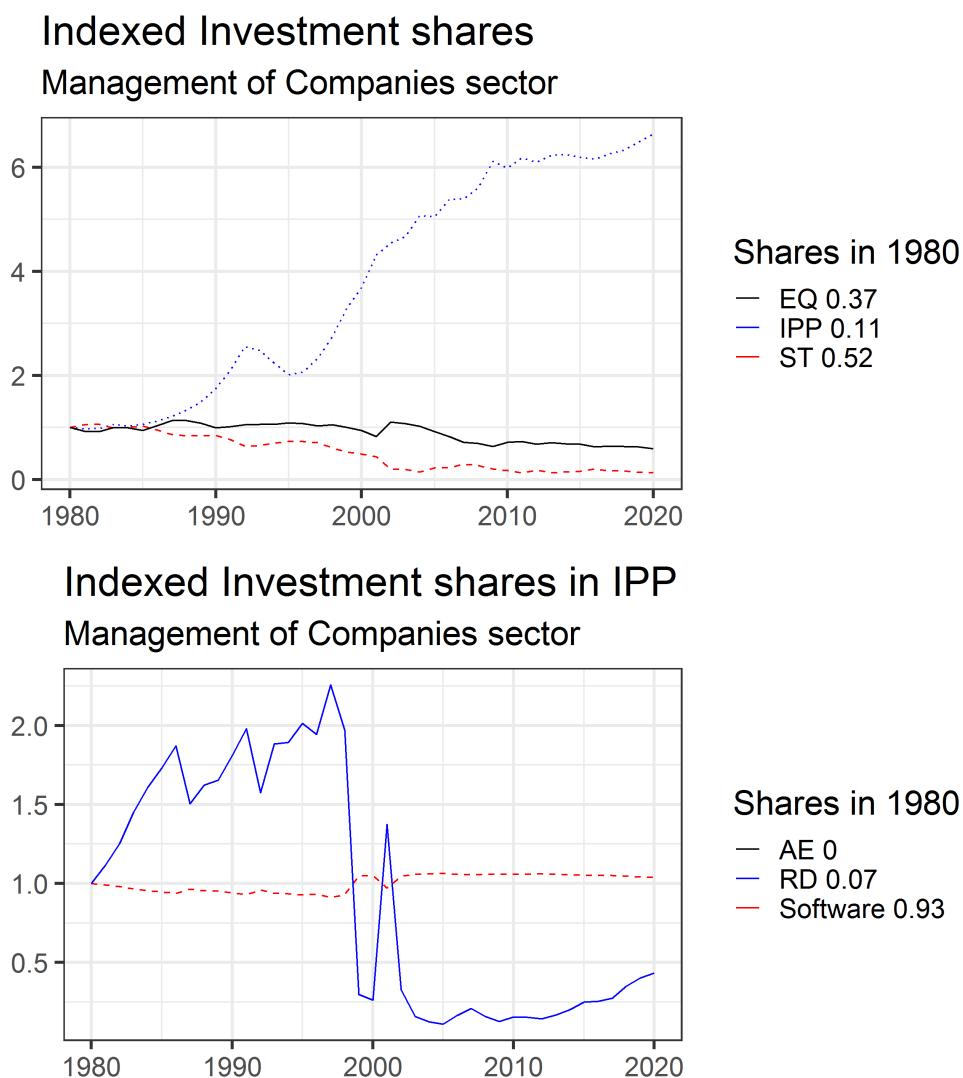 Indexed Investment shares
Management of Companies sector
6
4
2
0
1980 1990 2000 2010 2020
Shares in 1980
EQ 0.37
IPP 0.11
ST 0.52
Indexed Investment shares in IPP
Management of Companies sector
2.0
1.5
1.0
0.5
1980 1990 2000 2010 2020
Shares in 1980
AE 0
RD 0.07
Software 0.93